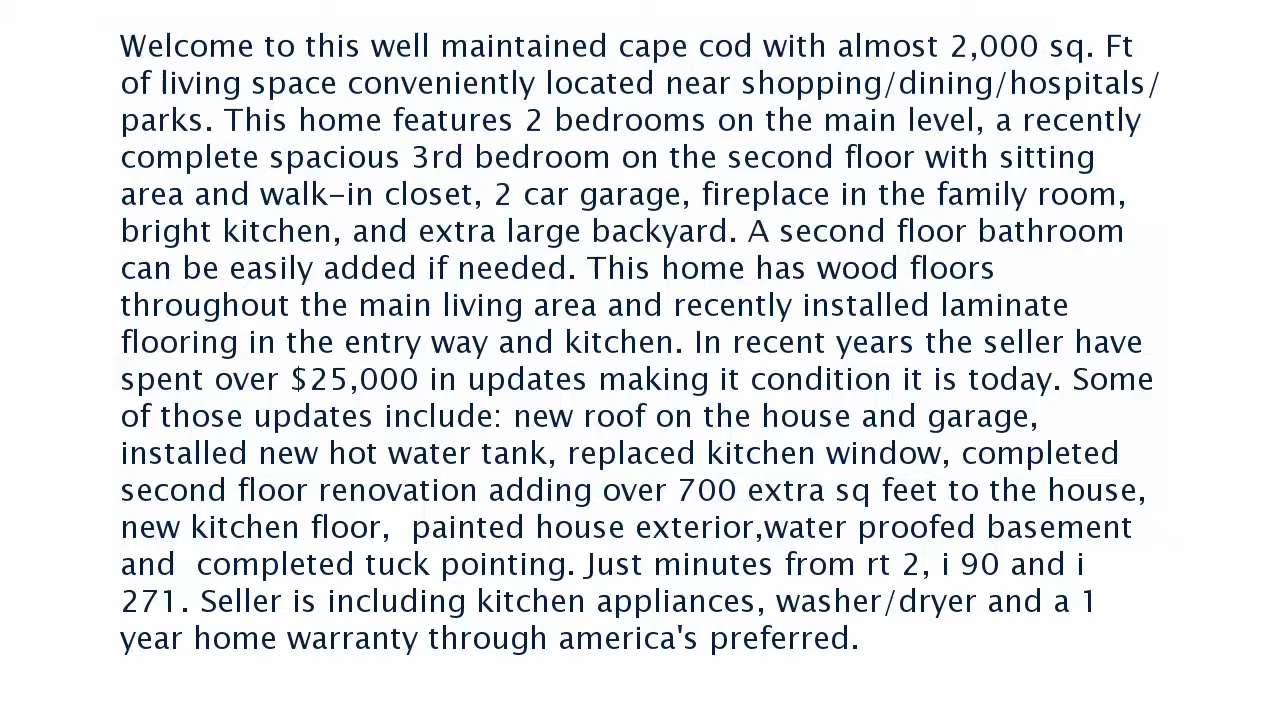 Welcome to this well maintained cape cod with almost 2,000 sq. Ft
of living space conveniently located near shopping/dining/hospitals/
parks. This home features 2 bedrooms on the main level, a recently
complete spacious 3rd bedroom on the second floor with sitting
area and walk-in closet, 2 car garage, fireplace in the family room,
bright kitchen, and extra large backyard. A second floor bathroom
can be easily added if needed. This home has wood floors
throughout the main living area and recently installed laminate
flooring in the entry way and kitchen. In recent years the seller have
spent over $25,000 in updates making it condition it is today. Some
of those updates include: new roof on the house and garage,
installed new hot water tank, replaced kitchen window, completed
second floor renovation adding over 700 extra sq feet to the house,
new kitchen floor,  painted house exterior,water proofed basement
and  completed tuck pointing. Just minutes from rt 2, i 90 and i
271. Seller is including kitchen appliances, washer/dryer and a 1
year home warranty through america's preferred.